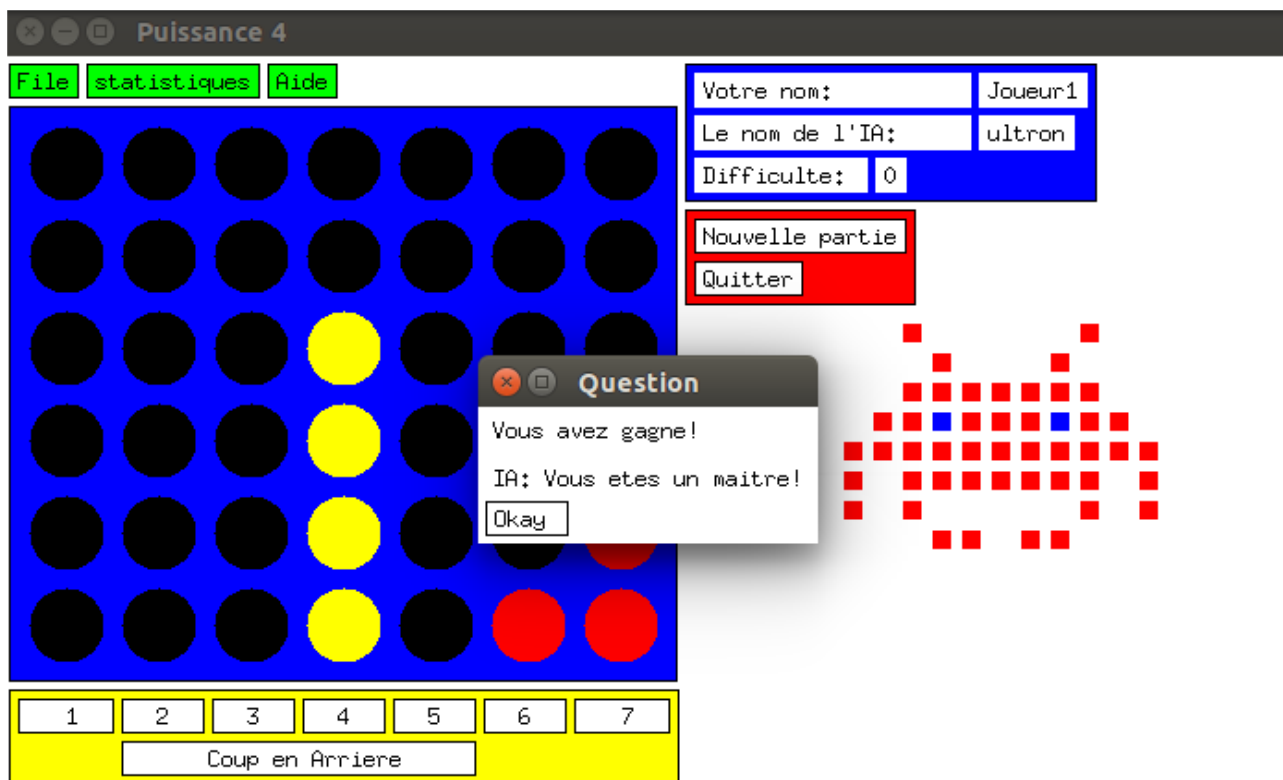 Puissance 4
File statistiques Aide
Votre nom: Joueur1
Le nom de l'IA: ultron
Difficulte: 0
Nouvelle partie
Quitter
Question
Vous avez gagne!
IA: Vous etes un maitre!
Okay
1 2 3 4 5 6 7
Coup en Arriere